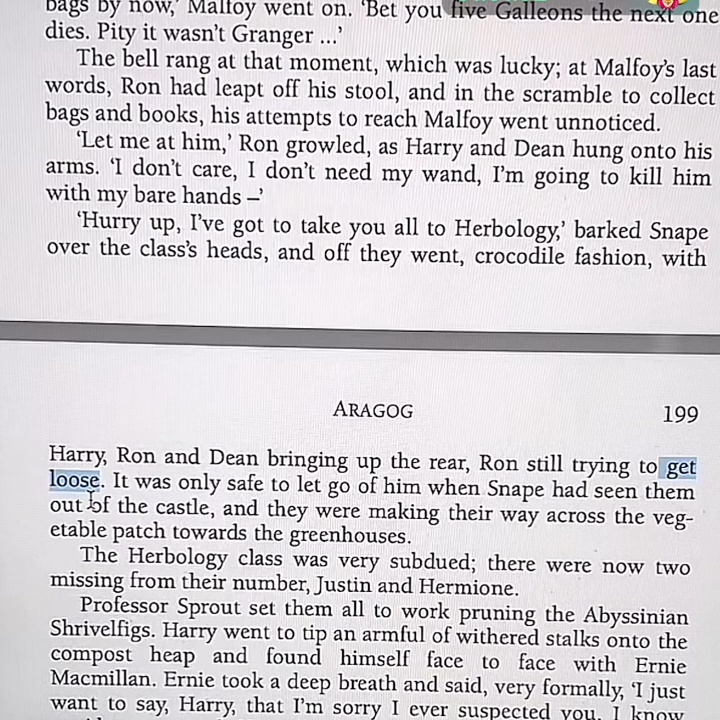 bags by now,’ Malfoy went on. ‘Bet you five Galleons the next one
dies. Pity it wasn’t Granger ...’
The bell rang at that moment, which was lucky; at Malfoy’s last
words, Ron had leapt off his stool, and in the scramble to collect
bags and books, his attempts to reach Malfoy went unnoticed.
‘Let me at him,’ Ron growled, as Harry and Dean hung onto his
arms. ‘I don’t care, I don’t need my wand, I’m going to kill him
with my bare hands –’
‘Hurry up, I’ve got to take you all to Herbology,’ barked Snape
over the class’s heads, and off they went, crocodile fashion, with
ARAGOG 199
Harry, Ron and Dean bringing up the rear, Ron still trying to get
loose. It was only safe to let go of him when Snape had seen them
out of the castle, and they were making their way across the veg-
etable patch towards the greenhouses.
The Herbology class was very subdued; there were now two
missing from their number, Justin and Hermione.
Professor Sprout set them all to work pruning the Abyssinian
Shrivelfigs. Harry went to tip an armful of withered stalks onto the
compost heap and found himself face to face with Ernie
Macmillan. Ernie took a deep breath and said, very formally, ‘I just
want to say, Harry, that I’m sorry I ever suspected you. I know